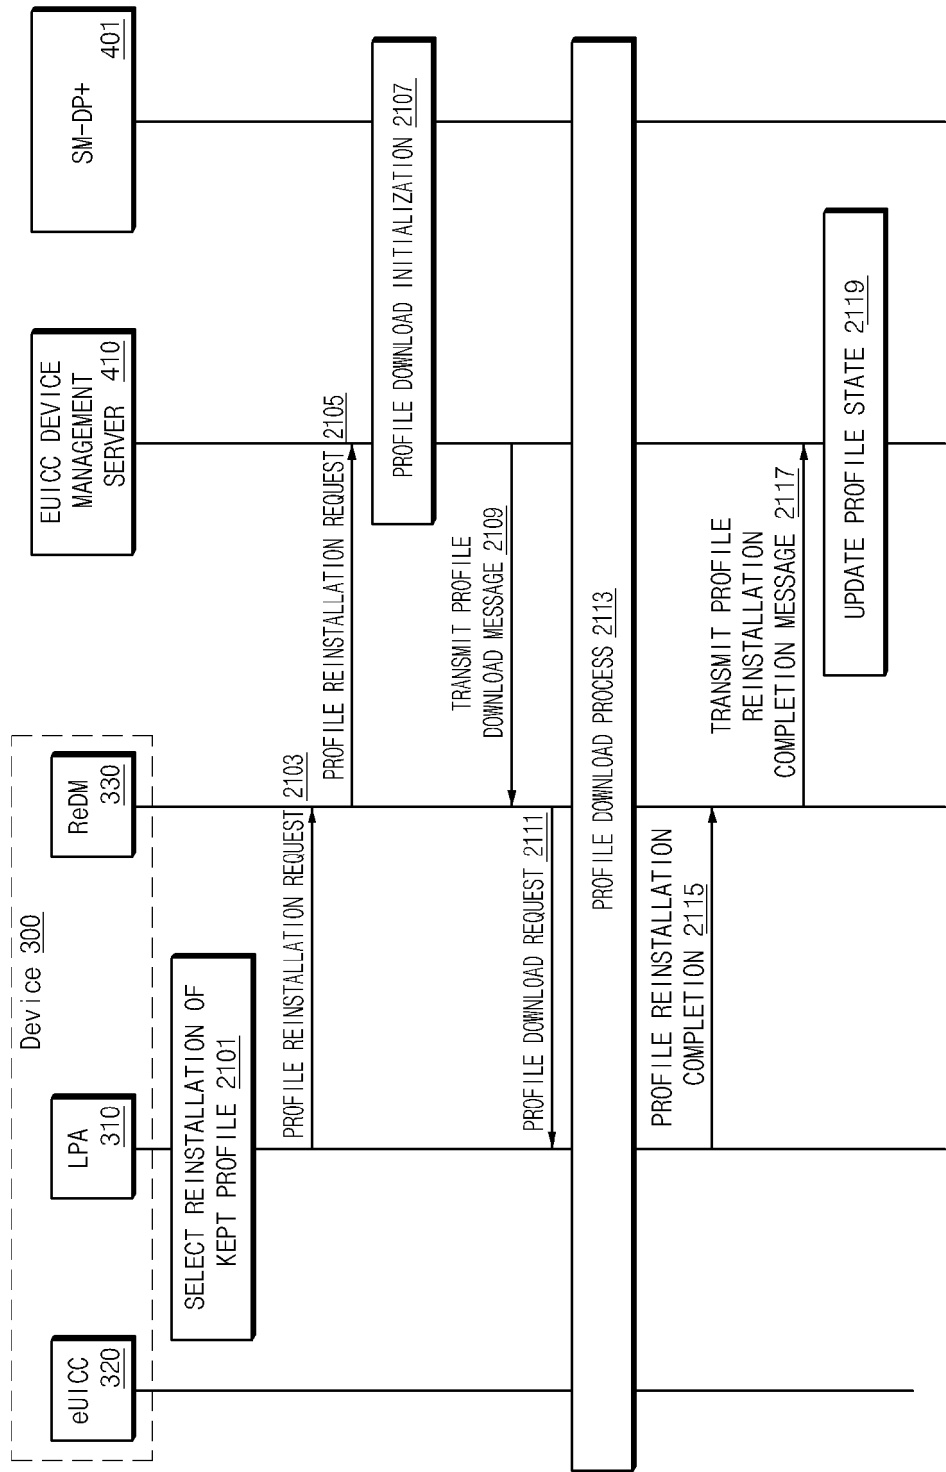 Device 300
eUICC
320
LPA
310
ReDM
330
EUICC DEVICE
MANAGEMENT
SERVER 410
SM-DP+
401
SELECT REINSTALLATION OF
KEPT PROFILE 2101
PROFILE REINSTALLATION REQUEST 2103
PROFILE REINSTALLATION REQUEST 2105
PROFILE DOWNLOAD INITIALIZATION 2107
TRANSMIT PROFILE
DOWNLOAD MESSAGE 2109
PROFILE DOWNLOAD REQUEST 2111
PROFILE DOWNLOAD PROCESS 2113
PROFILE REINSTALLATION
COMPLETION 2115
TRANSMIT PROFILE
REINSTALLATION
COMPLETION MESSAGE 2117
UPDATE PROFILE STATE 2119